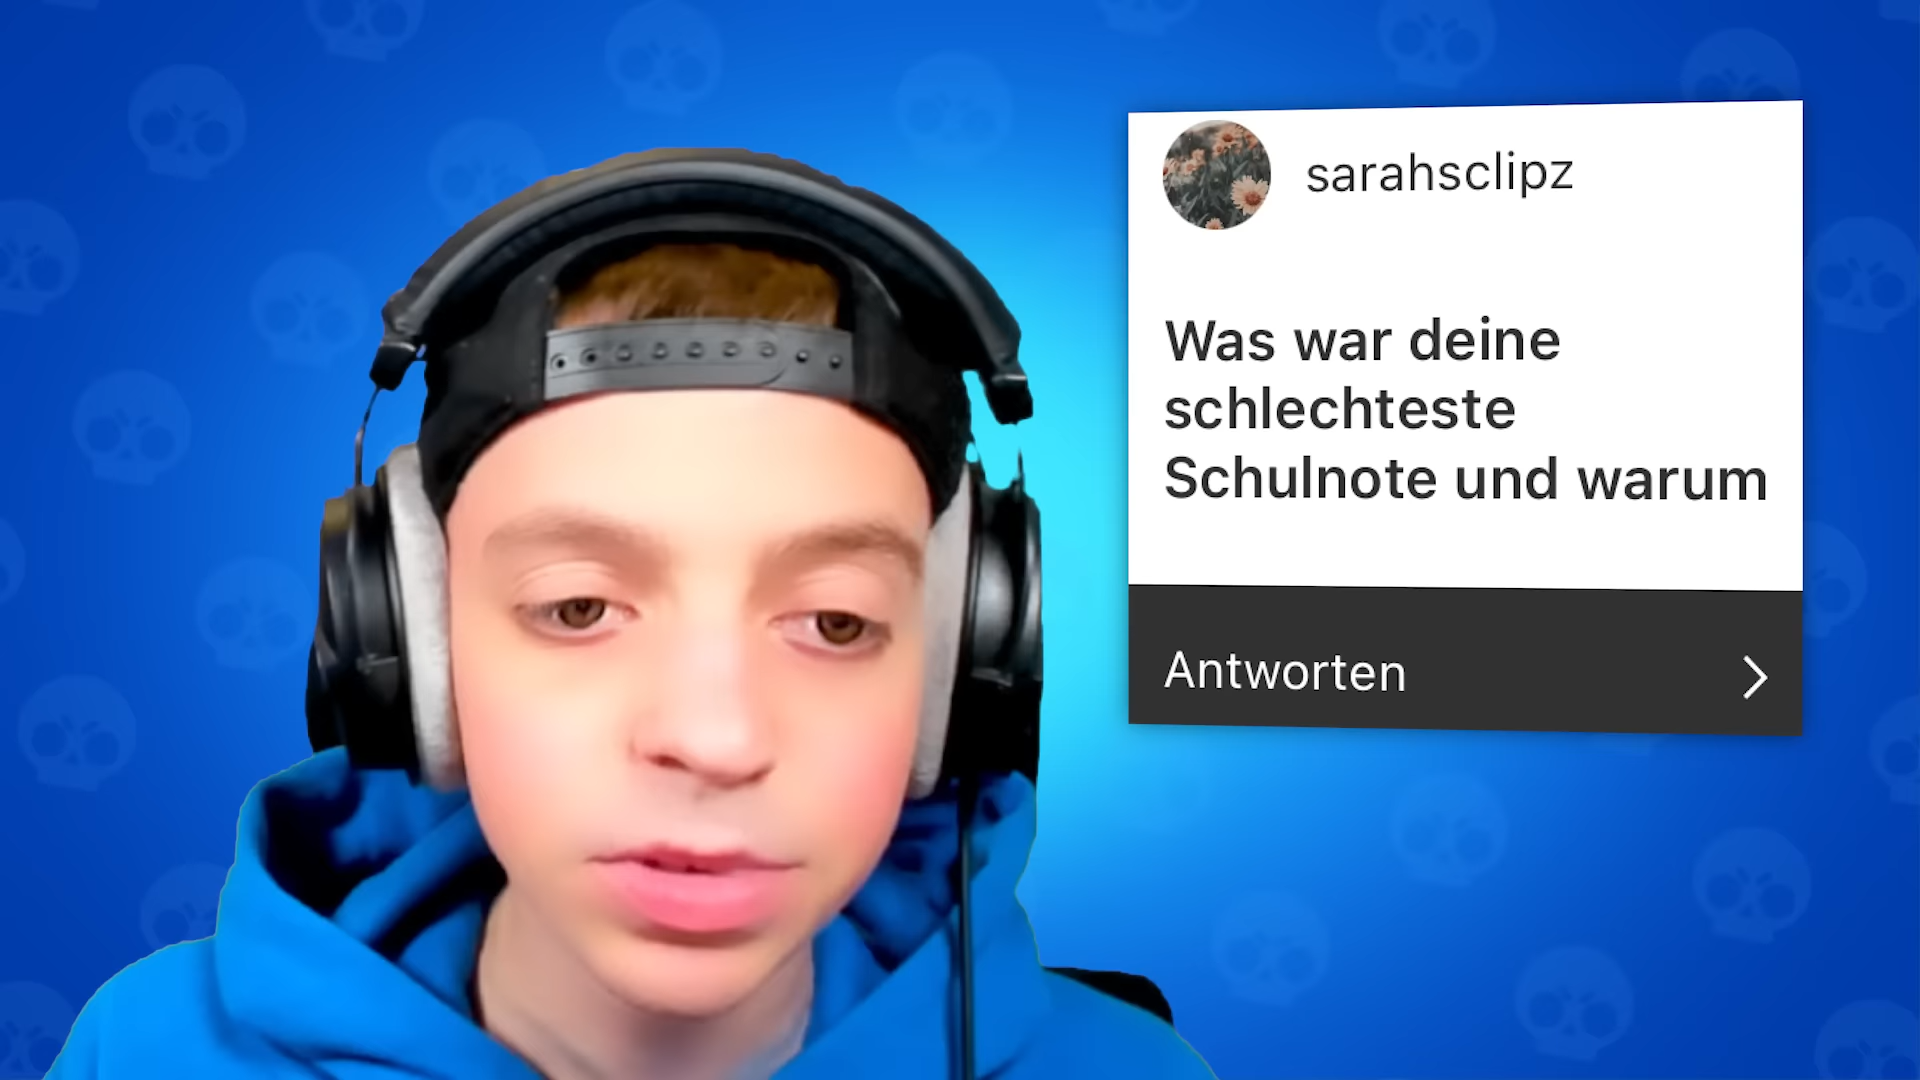 sarahsclipz
Was war deine
schlechteste
Schulnote und warum
Antworten